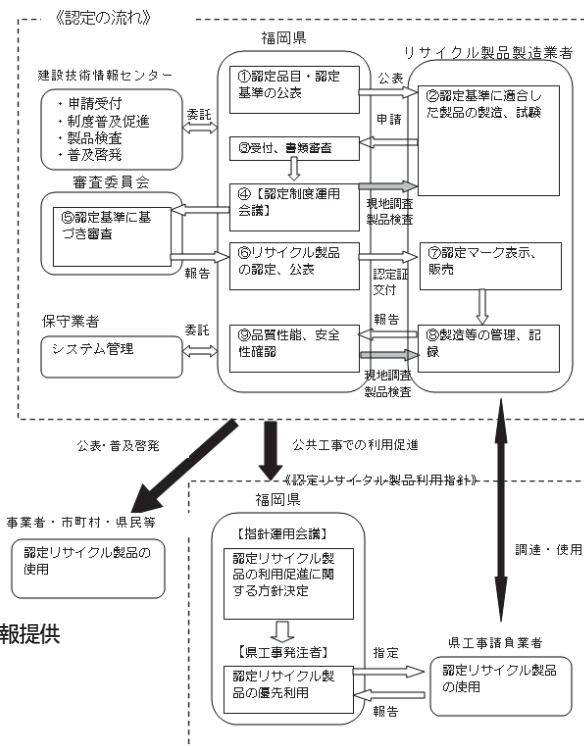 《認定の流れ》
福岡県
リサイクル製品製造業者
建設技術情報センター
・申請受付
・制度普及促進
・製品検査
・普及啓発
委託
①認定品目・認定
基準の公表
公表
②認定基準に適合し
た製品の製造、試験
申請
③受付、書類審査
審査委員会
④【認定制度運用
会議】
現地調査
製品検査
⑤認定基準に基
づき審査
報告
⑥リサイクル製品
の認定、公表
認定証
交付
⑦認定マーク表示、
販売
保守業者
システム管理
委託
⑨品質性能、安全
性確認
報告
⑧製造等の管理、記
録
現地調査
製品検査
公表・普及啓発
公共工事での利用促進
《認定リサイクル製品利用指針》
事業者・市町村・県民等
認定リサイクル製品の
使用
福岡県
【指針運用会議】
認定リサイクル製
品の利用促進に関
する方針決定
調達・使用
報提供
【県工事発注者】
認定リサイクル製
品の優先利用
指定
報告
県工事請負業者
認定リサイクル製品
の使用